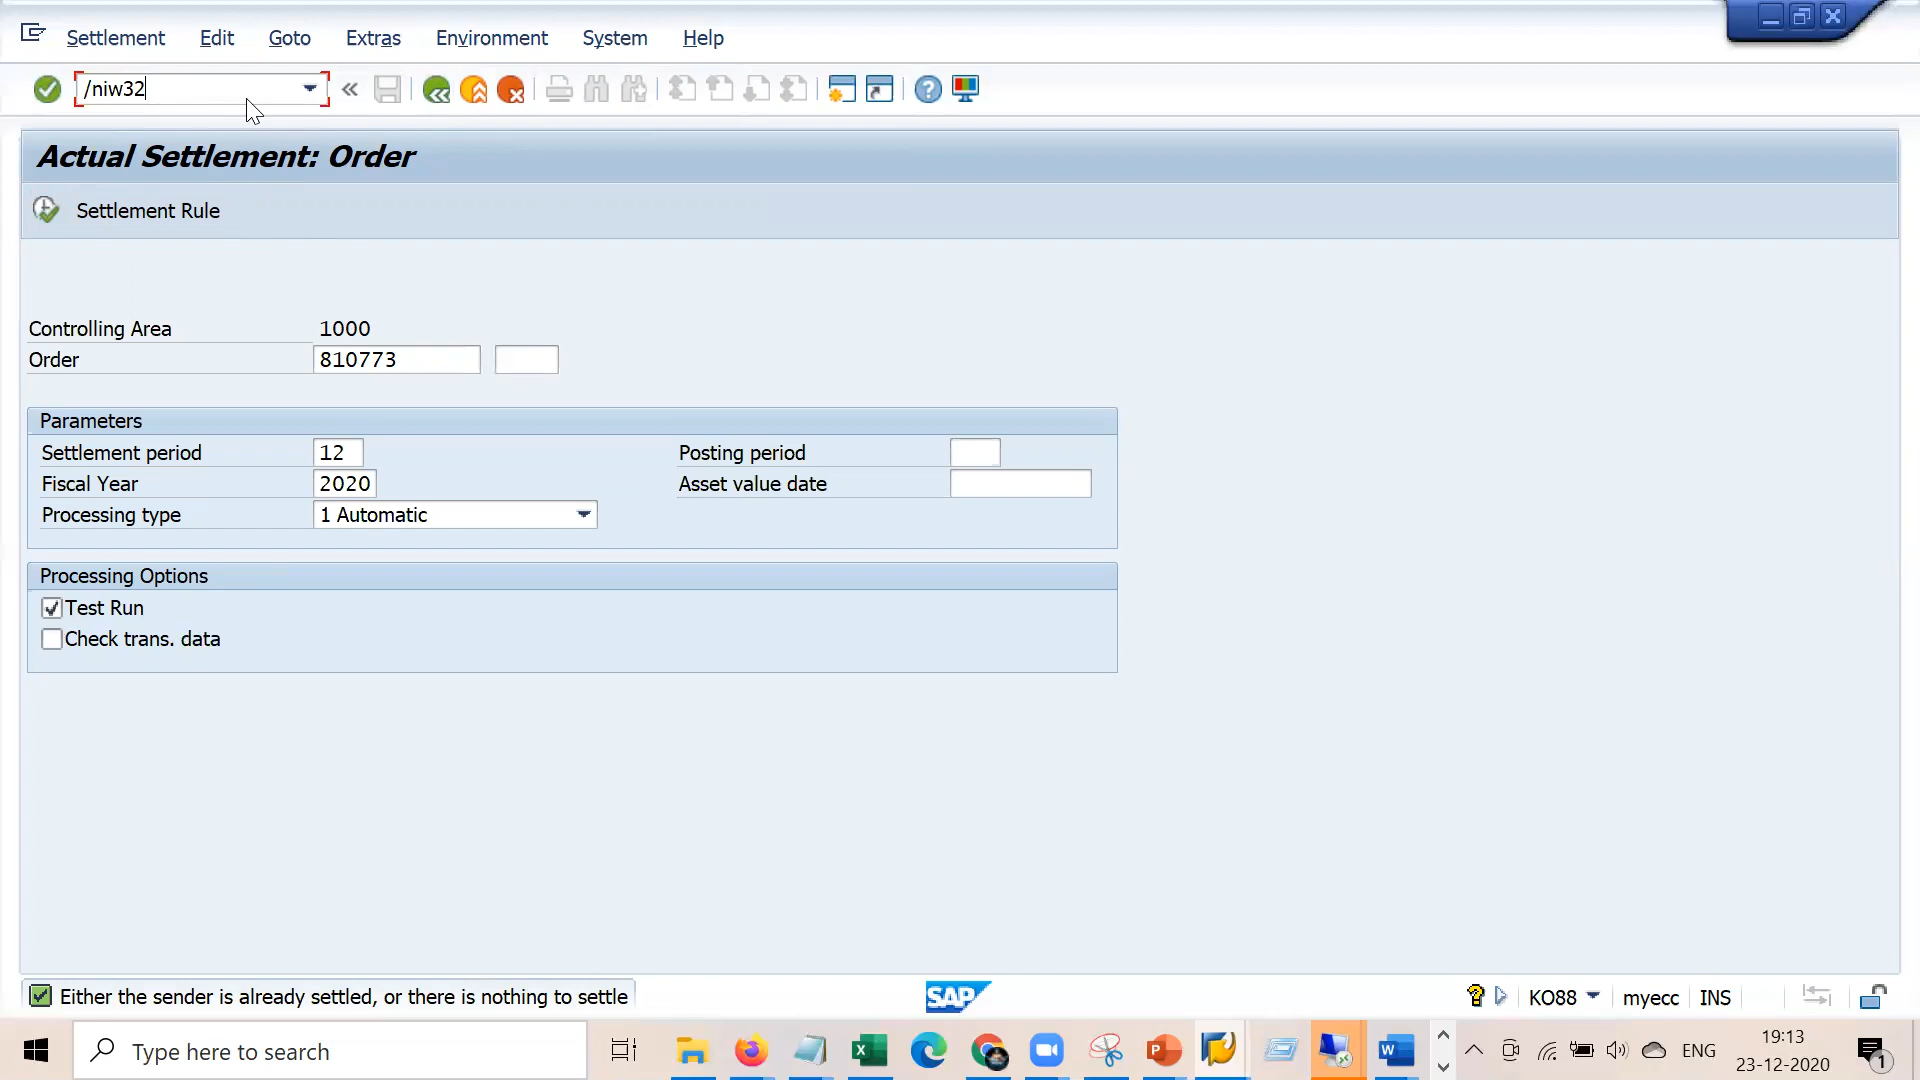 Settlement Edit Goto Extras Environment System Help
/niw32
Actual Settlement: Order
Settlement Rule
Controlling Area 1000
Order 810773
Parameters
Settlement period 12 Posting period
Fiscal Year 2020 Asset value date
Processing type 1 Automatic
Processing Options
Test Run
Check trans. data
Either the sender is already settled, or there is nothing to settle SAP KO88 myecc INS
Type here to search ENG 19:13
23-12-2020 1